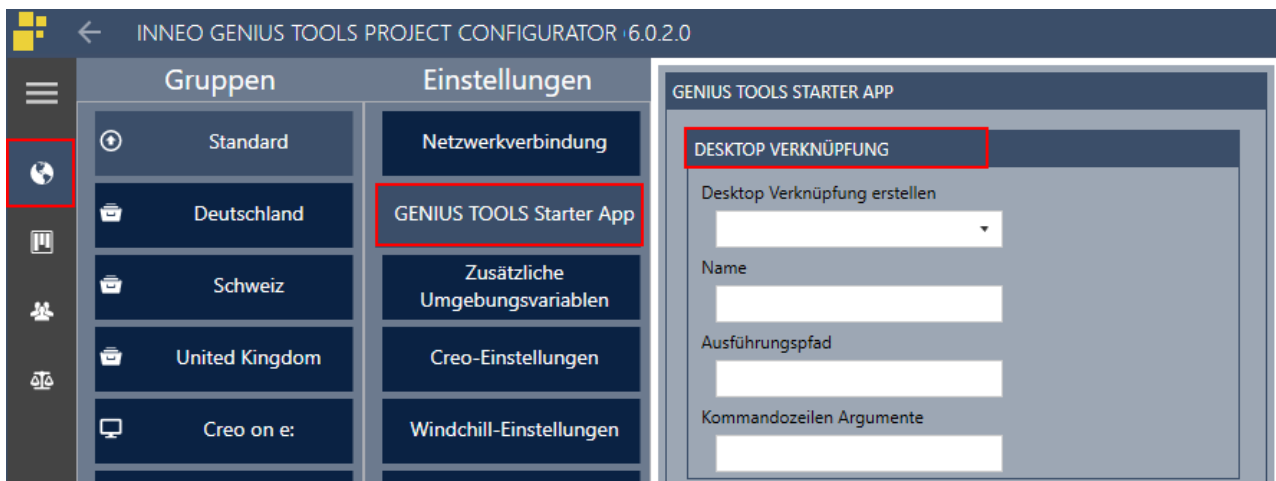 INNEO GENIUS TOOLS PROJECT CONFIGURATOR 6.0.2.0
Gruppen
Standard
Deutschland
Schweiz
United Kingdom
Creo on e:
Einstellungen
Netzwerkverbindung
GENIUS TOOLS Starter App
Zusätzliche
Umgebungsvariablen
Creo-Einstellungen
Windchill-Einstellungen
GENIUS TOOLS STARTER APP
DESKTOP VERKNÜPFUNG
Desktop Verknüpfung erstellen
Name
Ausführungspfad
Kommandozeilen Argumente